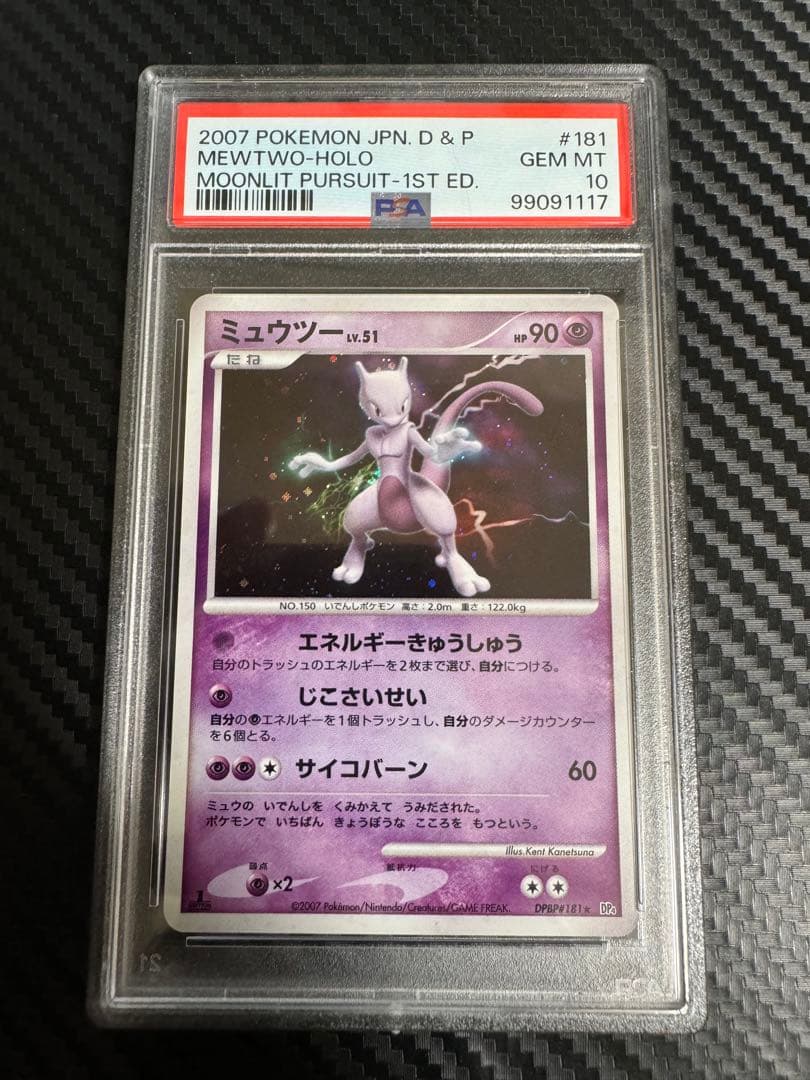 2007 POKEMON JPN. D & P #181
MEWTWO-HOLO GEM MT
MOONLIT PURSUIT-1ST ED. 10
PSA 99091117
ミュウツー LV.51 HP 90
たね
NO.150 いでんしポケモン 高さ:2.0m 重さ:122.0kg
エネルギーきゅうしゅう
自分のトラッシュのエネルギーを2枚まで選び、自分につける。
じこさいせい
自分のエネルギーを1個トラッシュし、自分のダメージカウンター
を6個とる。
サイコバーン 60
ミュウの いでんしを くみかえて うみだされた。
ポケモンで いちばん きょうぼうな こころを もつという。
Illus.Kent Kanetsuna
弱点 抵抗力 にげる
×2
1 EDITION ©2007 Pokémon/Nintendo/Creatures/GAME FREAK. DPBP#181★ DP4